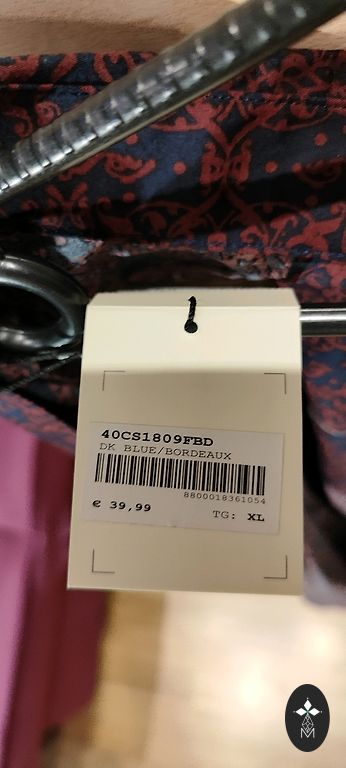 40CS1809FBD
DK BLUE/BORDEAUX
8800018361054
€ 39,99
TG: XL
M